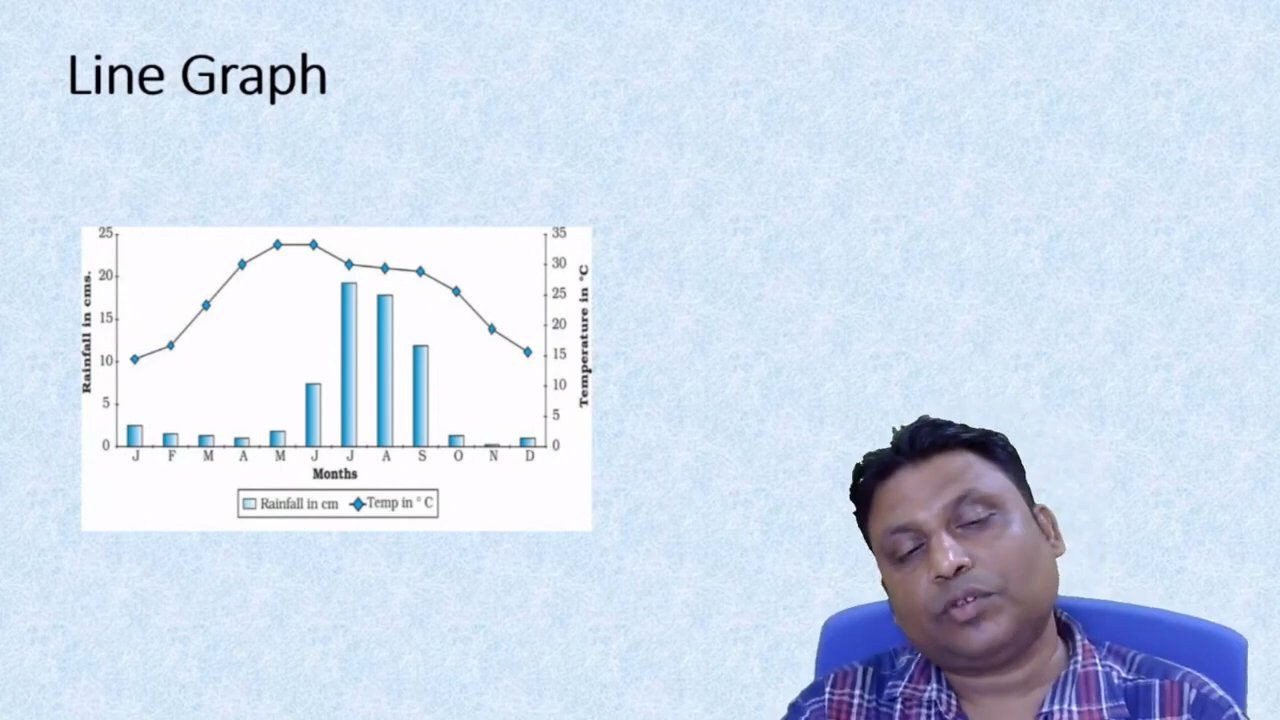 Line Graph
25
20
15
10
5
0
Rainfall in cms.
35
30
25
20
15
10
5
0
Temperature in °C
J F M A M J J A S O N D
Months
Rainfall in cm Temp in ° C